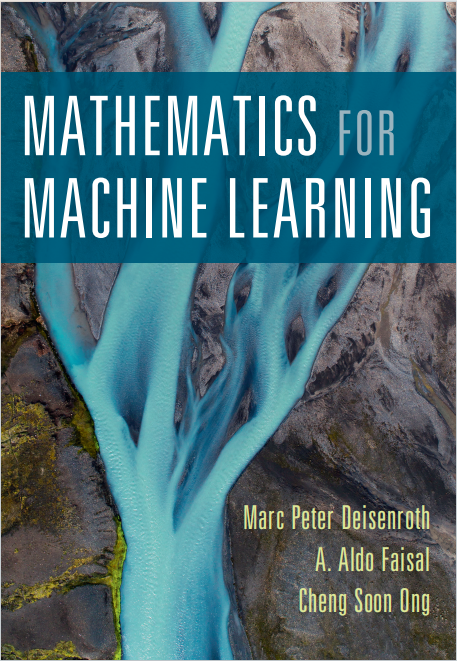 MATHEMATICS FOR
MACHINE LEARNING
Marc Peter Deisenroth
A. Aldo Faisal
Cheng Soon Ong